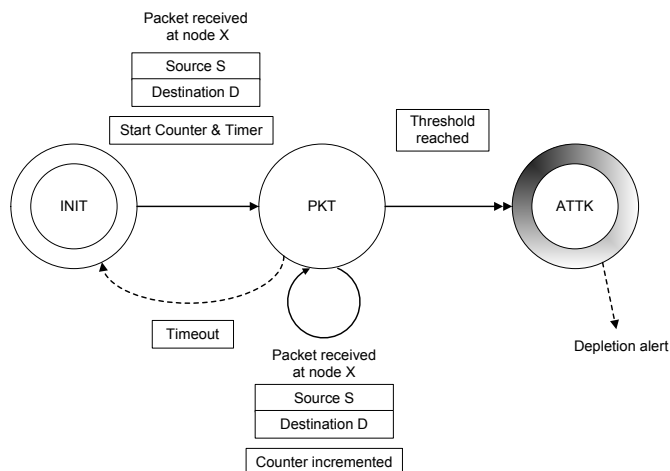 Packet received
at node X
Source S
Destination D
Start Counter & Timer
Threshold
reached
INIT
PKT
ATTK
Timeout
Depletion alert
Packet received
at node X
Source S
Destination D
Counter incremented